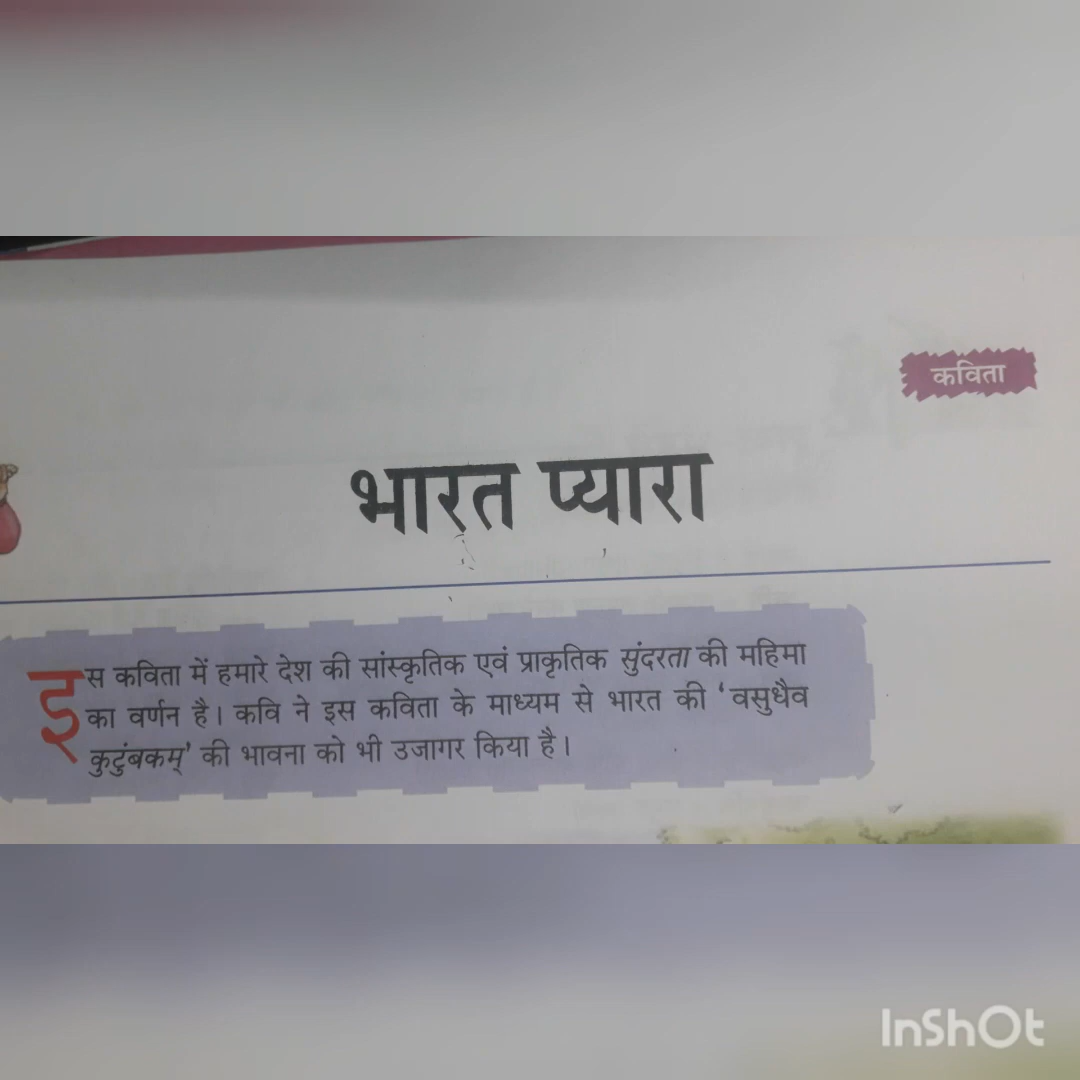 कविता
भारत प्यारा
इस कविता में हमारे देश की सांस्कृतिक एवं प्राकृतिक सुंदरता की महिमा
का वर्णन है। कवि ने इस कविता के माध्यम से भारत की ‘वसुधैव
कुटुंबकम्’ की भावना को भी उजागर किया है।
InShOt